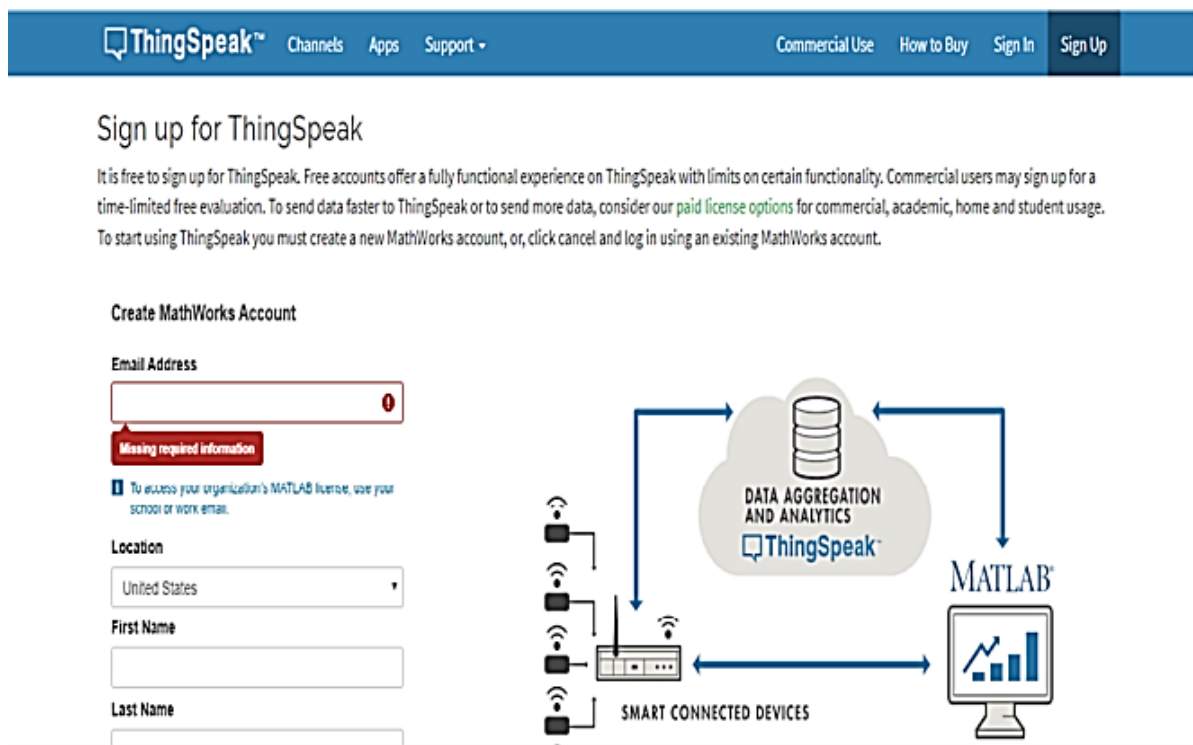 ThingSpeak™ Channels Apps Support Commercial Use How to Buy Sign In Sign Up
Sign up for ThingSpeak
It is free to sign up for ThingSpeak. Free accounts offer a fully functional experience on ThingSpeak with limits on certain functionality. Commercial users may sign up for a
time-limited free evaluation. To send data faster to ThingSpeak or to send more data, consider our paid license options for commercial, academic, home and student usage.
To start using ThingSpeak you must create a new MathWorks account, or, click cancel and log in using an existing MathWorks account.
Create MathWorks Account
Email Address
Missing required information
To access your organization's MATLAB license, use your
school or work email.
Location
United States
First Name
Last Name
DATA AGGREGATION
AND ANALYTICS
ThingSpeak™
MATLAB®
SMART CONNECTED DEVICES